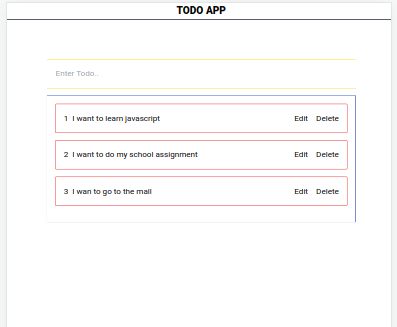 TODO APP
Enter Todo..
1 I want to learn javascript Edit Delete
2 I want to do my school assignment Edit Delete
3 I wan to go to the mall Edit Delete